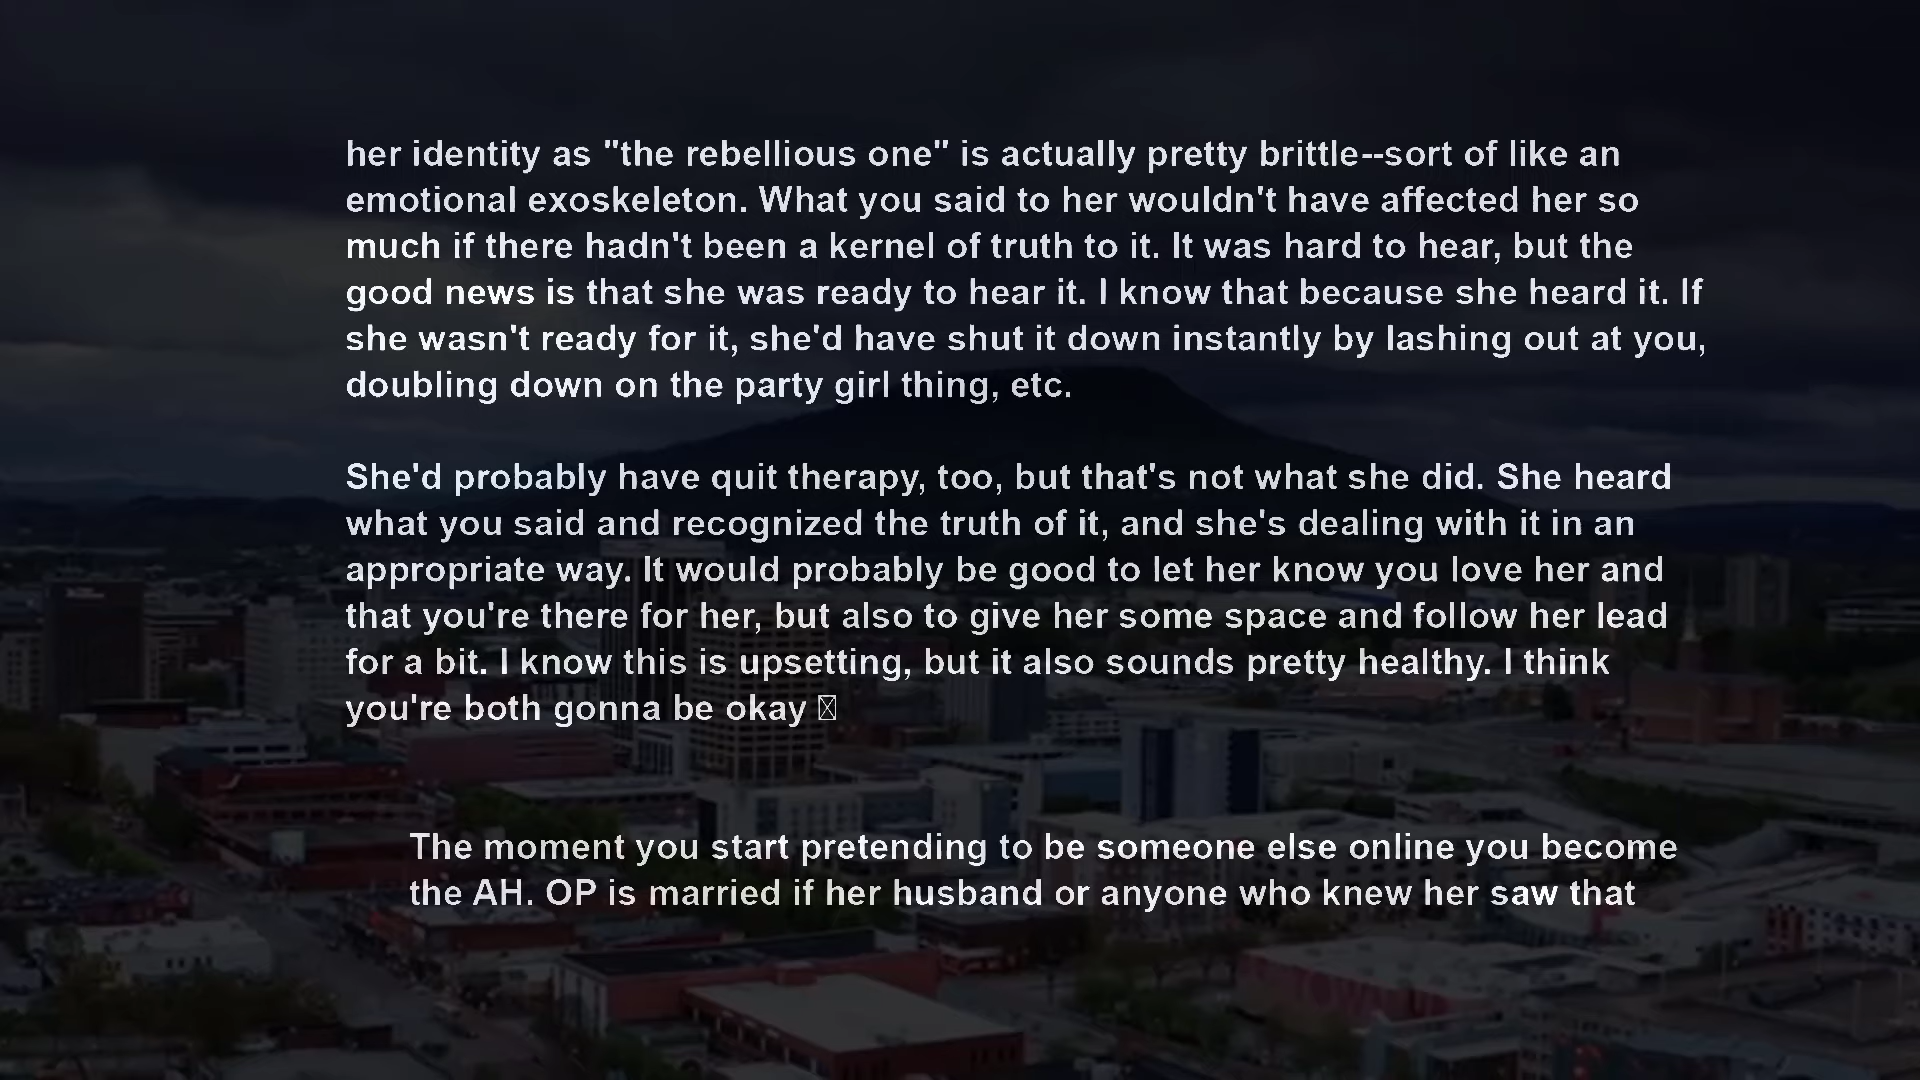 her identity as "the rebellious one" is actually pretty brittle--sort of like an
emotional exoskeleton. What you said to her wouldn't have affected her so
much if there hadn't been a kernel of truth to it. It was hard to hear, but the
good news is that she was ready to hear it. I know that because she heard it. If
she wasn't ready for it, she'd have shut it down instantly by lashing out at you,
doubling down on the party girl thing, etc.
She'd probably have quit therapy, too, but that's not what she did. She heard
what you said and recognized the truth of it, and she's dealing with it in an
appropriate way. It would probably be good to let her know you love her and
that you're there for her, but also to give her some space and follow her lead
for a bit. I know this is upsetting, but it also sounds pretty healthy. I think
you're both gonna be okay
The moment you start pretending to be someone else online you become
the AH. OP is married if her husband or anyone who knew her saw that